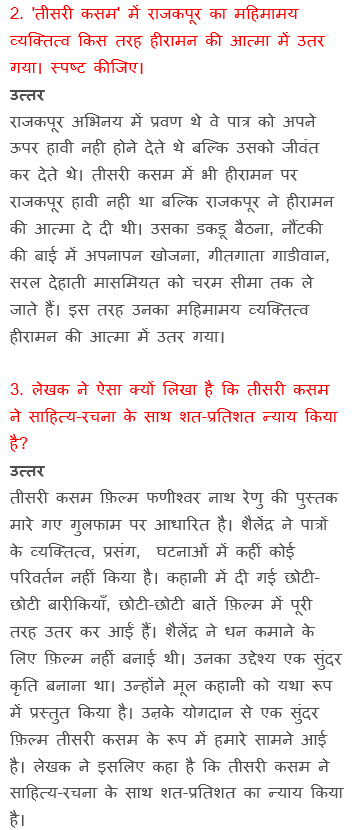 2. 'तीसरी कसम' में राजकपूर का महिमामय
व्यक्तित्व किस तरह हीरामन की आत्मा में उतर
गया। स्पष्ट कीजिए।
उत्तर
राजकपूर अभिनय में प्रवण थे वे पात्र को अपने
ऊपर हावी नही होने देते थे बल्कि उसको जीवंत
कर देते थे। तीसरी कसम में भी हीरामन पर
राजकपूर हावी नही था बल्कि राजकपूर ने हीरामन
की आत्मा दे दी थी। उसका डकडू बैठना, नौंटकी
की बाई में अपनापन खोजना, गीतगाता गाडीवान,
सरल देहाती मासमियत को चरम सीमा तक ले
जाते हैं। इस तरह उनका महिमामय व्यक्तित्व
हीरामन की आत्मा में उतर गया।
3. लेखक ने ऐसा क्यों लिखा है कि तीसरी कसम
ने साहित्य-रचना के साथ शत-प्रतिशत न्याय किया
है?
उत्तर
तीसरी कसम फ़िल्म फणीश्वर नाथ रेणु की पुस्तक
मारे गए गुलफाम पर आधारित है। शैलेंद्र ने पात्रों
के व्यक्तित्व, प्रसंग, घटनाओं में कहीं कोई
परिवर्तन नहीं किया है। कहानी में दी गई छोटी-
छोटी बारीकियाँ, छोटी-छोटी बातें फ़िल्म में पूरी
तरह उतर कर आई हैं। शैलेंद्र ने धन कमाने के
लिए फ़िल्म नहीं बनाई थी। उनका उद्देश्य एक सुंदर
कृति बनाना था। उन्होंने मूल कहानी को यथा रूप
में प्रस्तुत किया है। उनके योगदान से एक सुंदर
फ़िल्म तीसरी कसम के रूप में हमारे सामने आई
है। लेखक ने इसलिए कहा है कि तीसरी कसम ने
साहित्य-रचना के साथ शत-प्रतिशत का न्याय किया
है।